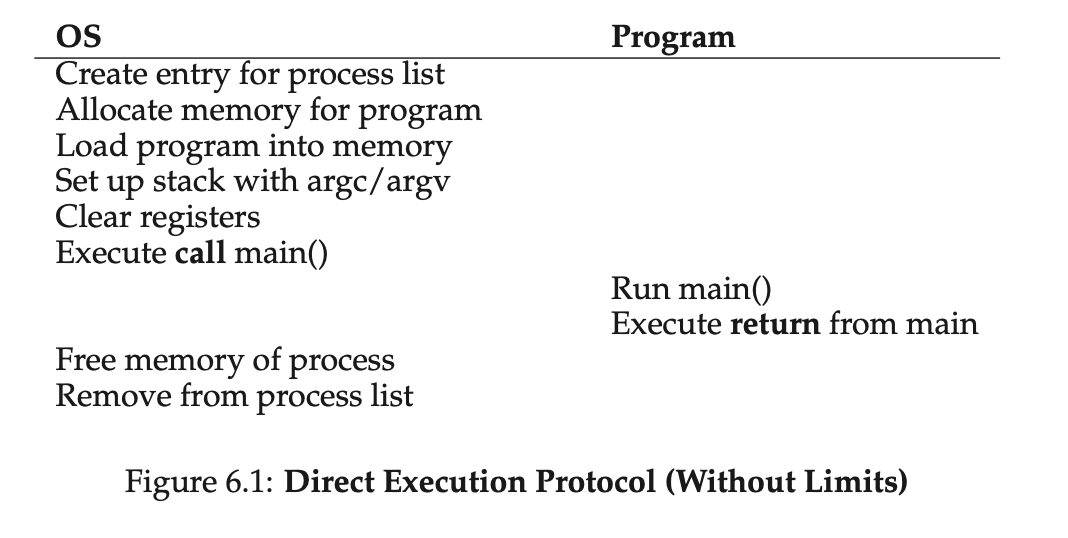 OS Program
Create entry for process list
Allocate memory for program
Load program into memory
Set up stack with argc/argv
Clear registers
Execute call main()
Run main()
Execute return from main
Free memory of process
Remove from process list
Figure 6.1: Direct Execution Protocol (Without Limits)